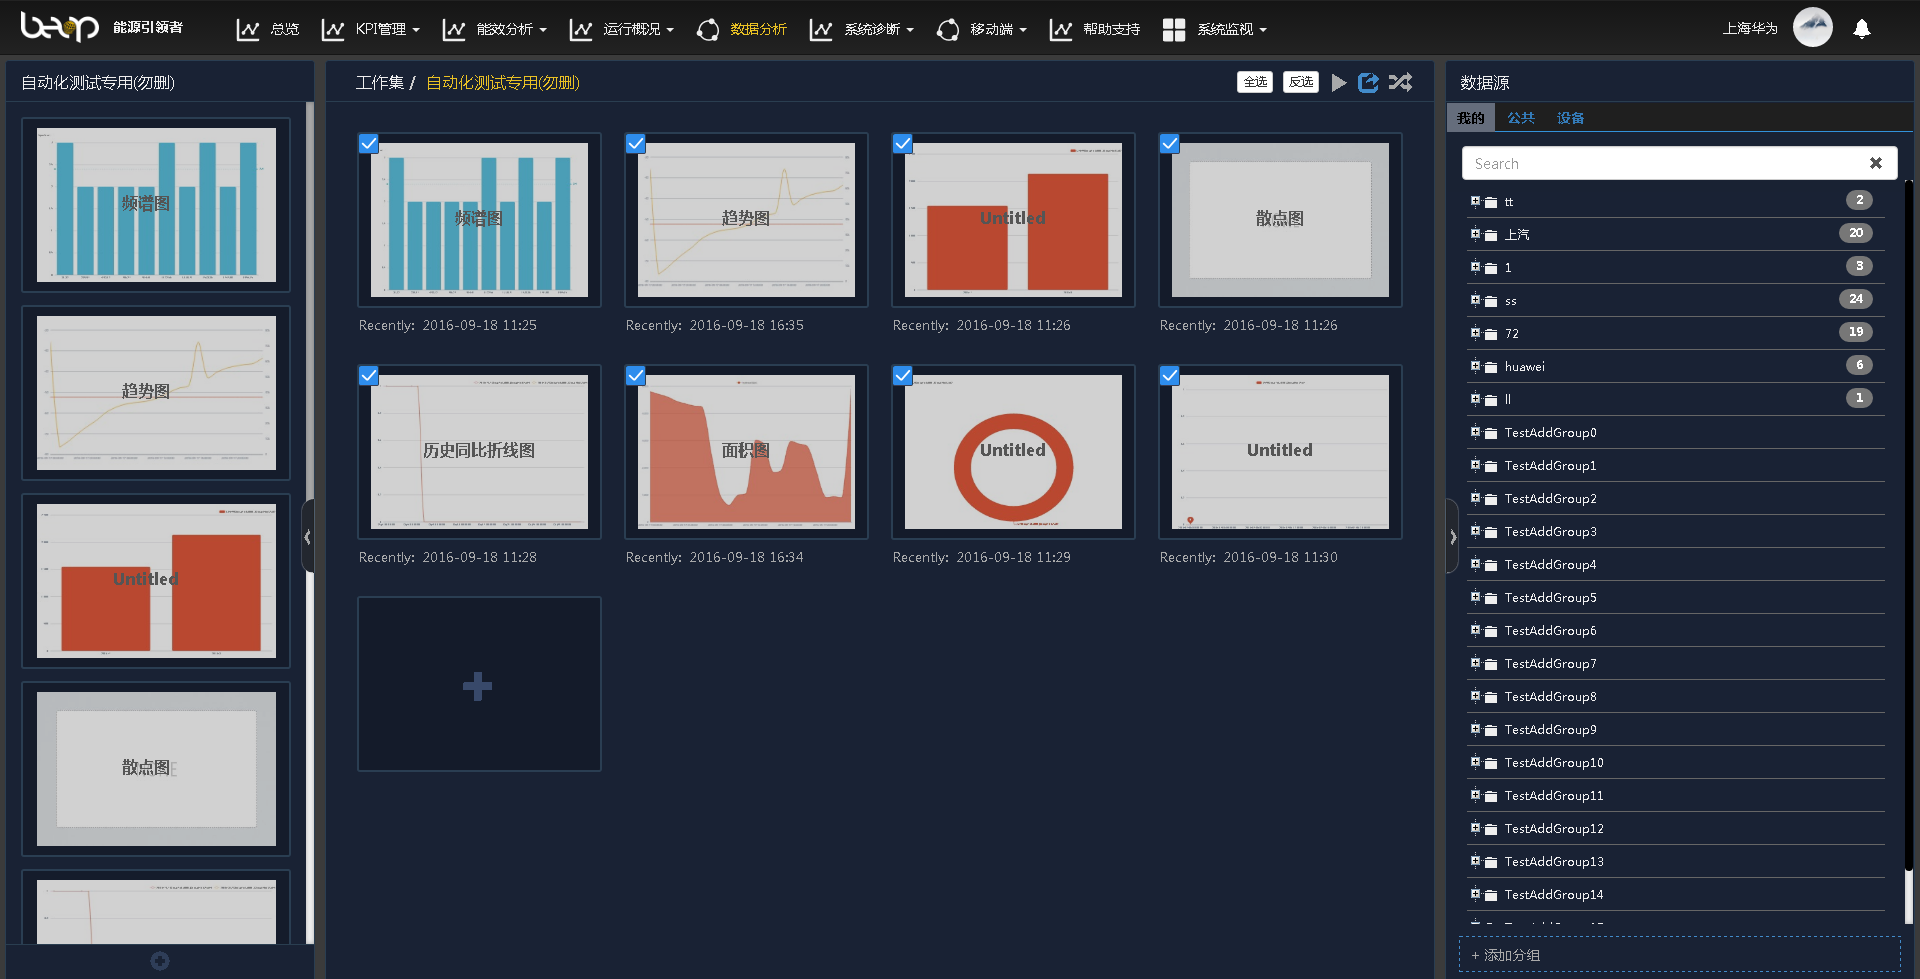 beop 能源引领者
总览 KPI管理 能效分析 运行概况 数据分析 系统诊断 移动端 帮助支持 系统监视 上海华为
自动化测试专用(勿删)
频谱图
趋势图
Untitled
散点图
工作集 / 自动化测试专用(勿删) 全选 反选
频谱图 趋势图 Untitled 散点图
Recently: 2016-09-18 11:25 Recently: 2016-09-18 16:35 Recently: 2016-09-18 11:26 Recently: 2016-09-18 11:26
历史同比折线图 面积图 Untitled Untitled
Recently: 2016-09-18 11:28 Recently: 2016-09-18 16:34 Recently: 2016-09-18 11:29 Recently: 2016-09-18 11:30
数据源
我的 公共 设备
Search
tt 2
上汽 20
1 3
ss 24
72 19
huawei 6
ll 1
TestAddGroup0
TestAddGroup1
TestAddGroup2
TestAddGroup3
TestAddGroup4
TestAddGroup5
TestAddGroup6
TestAddGroup7
TestAddGroup8
TestAddGroup9
TestAddGroup10
TestAddGroup11
TestAddGroup12
TestAddGroup13
TestAddGroup14
+ 添加分组